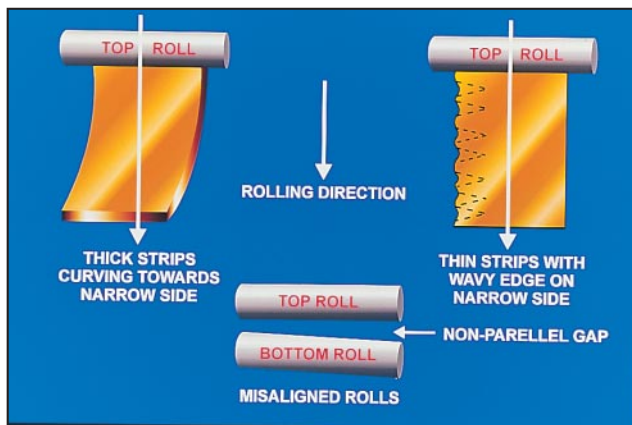 TOP ROLL
TOP ROLL
ROLLING DIRECTION
THICK STRIPS
CURVING TOWARDS
NARROW SIDE
THIN STRIPS WITH
WAVY EDGE ON
NARROW SIDE
TOP ROLL
NON-PARELLEL GAP
BOTTOM ROLL
MISALIGNED ROLLS